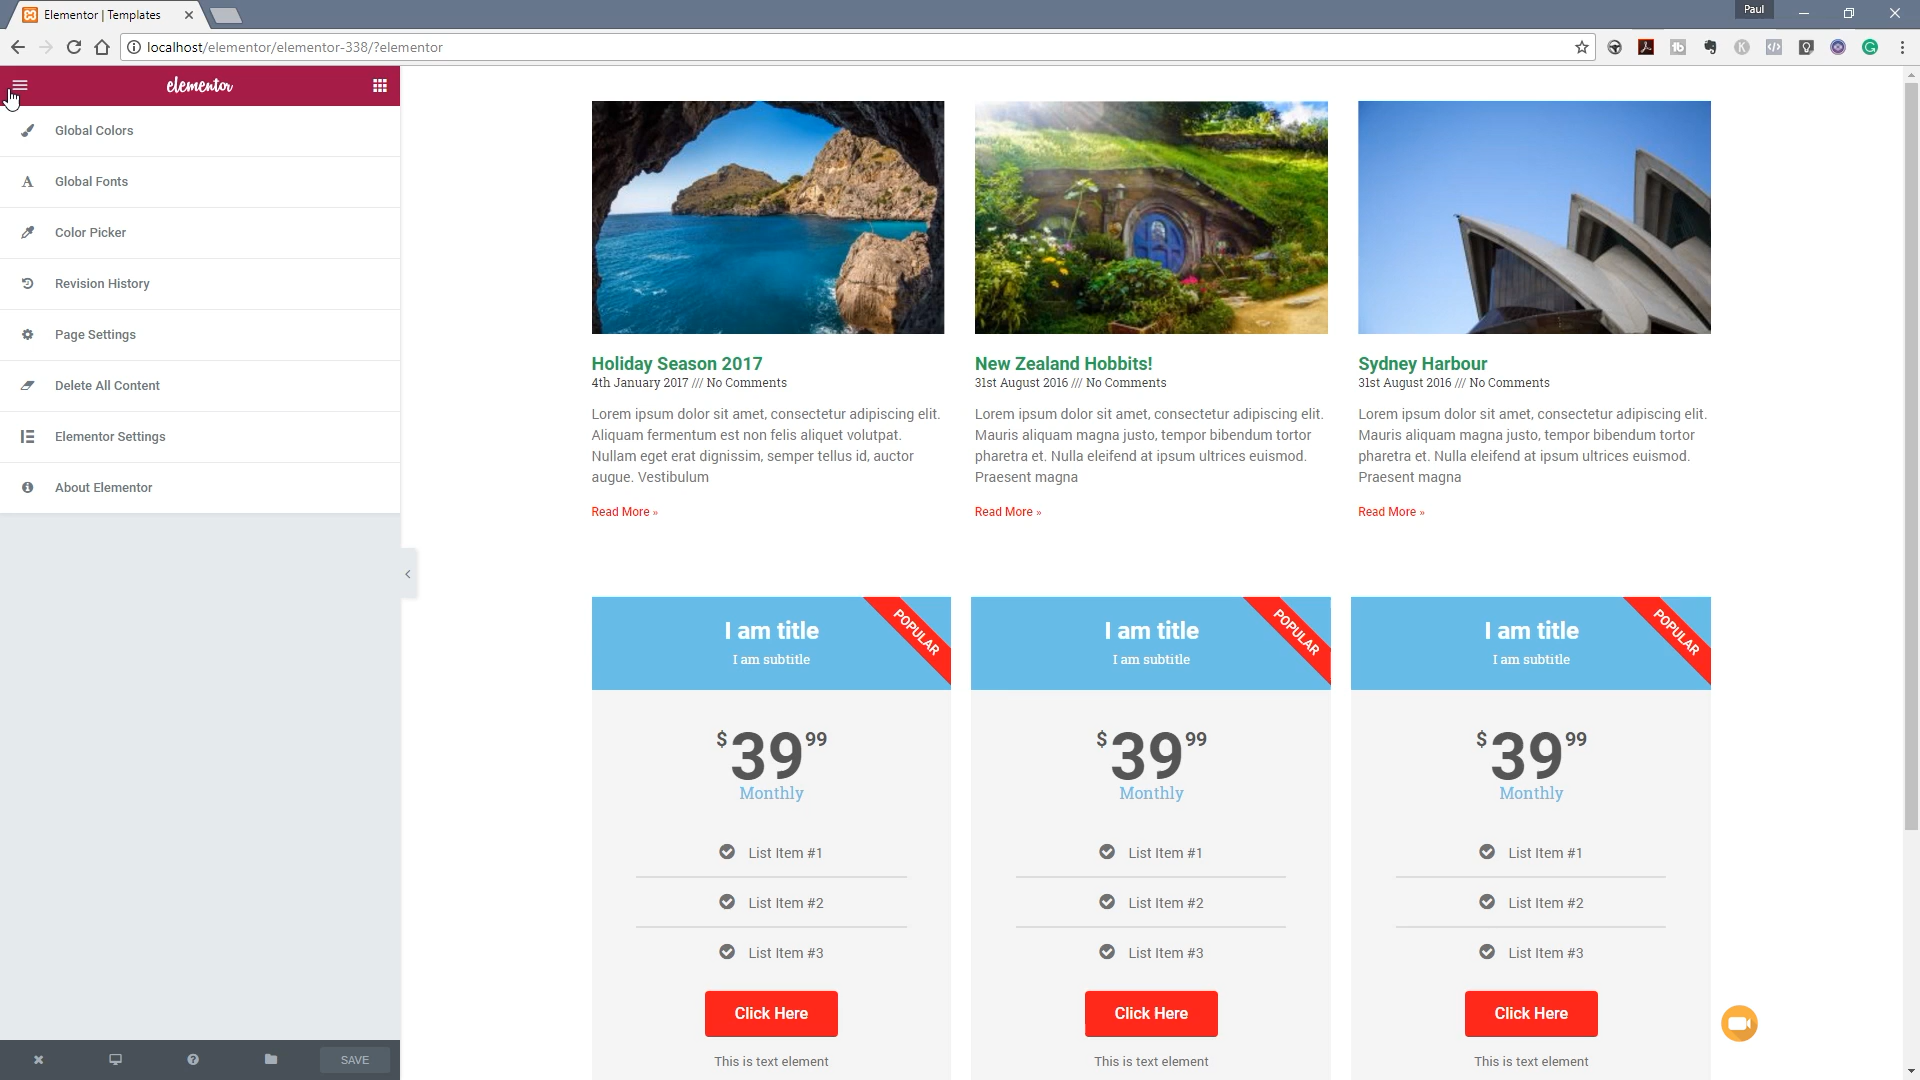 Elementor | Templates
Paul
localhost/elementor/elementor-338/?elementor
elementor
Global Colors
Global Fonts
Color Picker
Revision History
Page Settings
Delete All Content
Elementor Settings
About Elementor
SAVE
Holiday Season 2017
4th January 2017 /// No Comments
Lorem ipsum dolor sit amet, consectetur adipiscing elit.
Aliquam fermentum est non felis aliquet volutpat.
Nullam eget erat dignissim, semper tellus id, auctor
augue. Vestibulum
Read More »
New Zealand Hobbits!
31st August 2016 /// No Comments
Lorem ipsum dolor sit amet, consectetur adipiscing elit.
Mauris aliquam magna justo, tempor bibendum tortor
pharetra et. Nulla eleifend at ipsum ultrices euismod.
Praesent magna
Read More »
Sydney Harbour
31st August 2016 /// No Comments
Lorem ipsum dolor sit amet, consectetur adipiscing elit.
Mauris aliquam magna justo, tempor bibendum tortor
pharetra et. Nulla eleifend at ipsum ultrices euismod.
Praesent magna
Read More »
I am title
I am subtitle
POPULAR
$39 99
Monthly
List Item #1
List Item #2
List Item #3
Click Here
This is text element
I am title
I am subtitle
POPULAR
$39 99
Monthly
List Item #1
List Item #2
List Item #3
Click Here
This is text element
I am title
I am subtitle
POPULAR
$39 99
Monthly
List Item #1
List Item #2
List Item #3
Click Here
This is text element